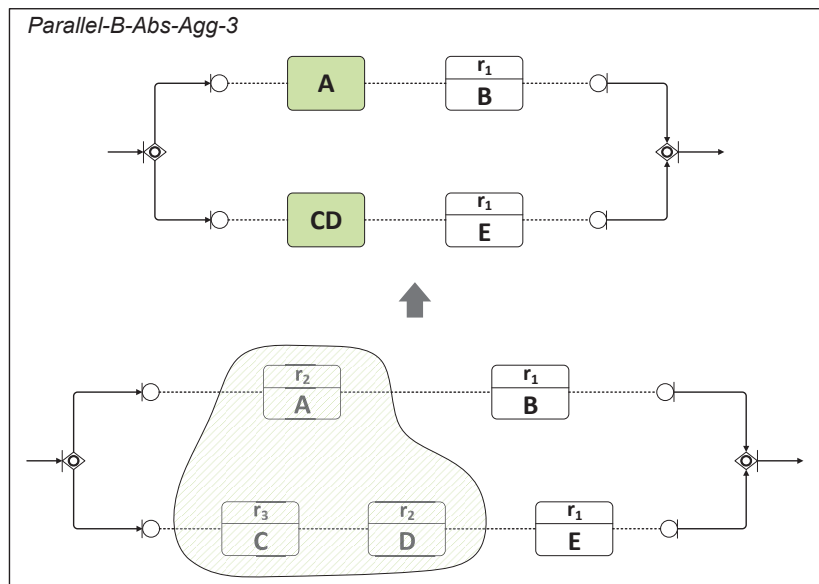 Parallel-B-Abs-Agg-3
A
r₁
B
CD
r₁
E
r₂
A
r₁
B
r₃
C
r₂
D
r₁
E